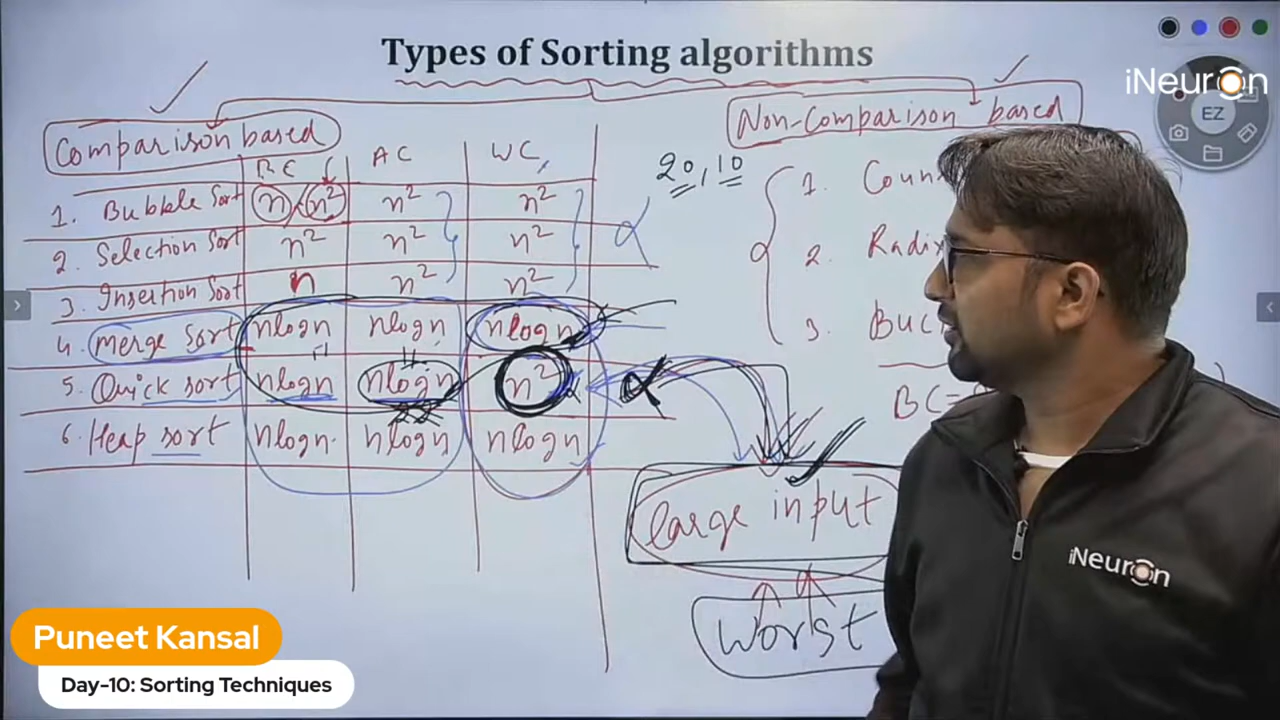 Types of Sorting algorithms
iNeuron
EZ
Comparison based
Non-Comparison based
BC AC WC
20, 10
1. Bubble Sort n / n² n² n²
2. Selection Sort n² n² n²
3. Insertion Sort n n² n²
4. Merge Sort nlogn nlogn nlogn
5. Quick sort nlogn nlogn n²
6. Heap sort nlogn nlogn nlogn
1. Coun
2. Radix
3. Buc
BC=
large input
worst
iNeuron
Puneet Kansal
Day-10: Sorting Techniques